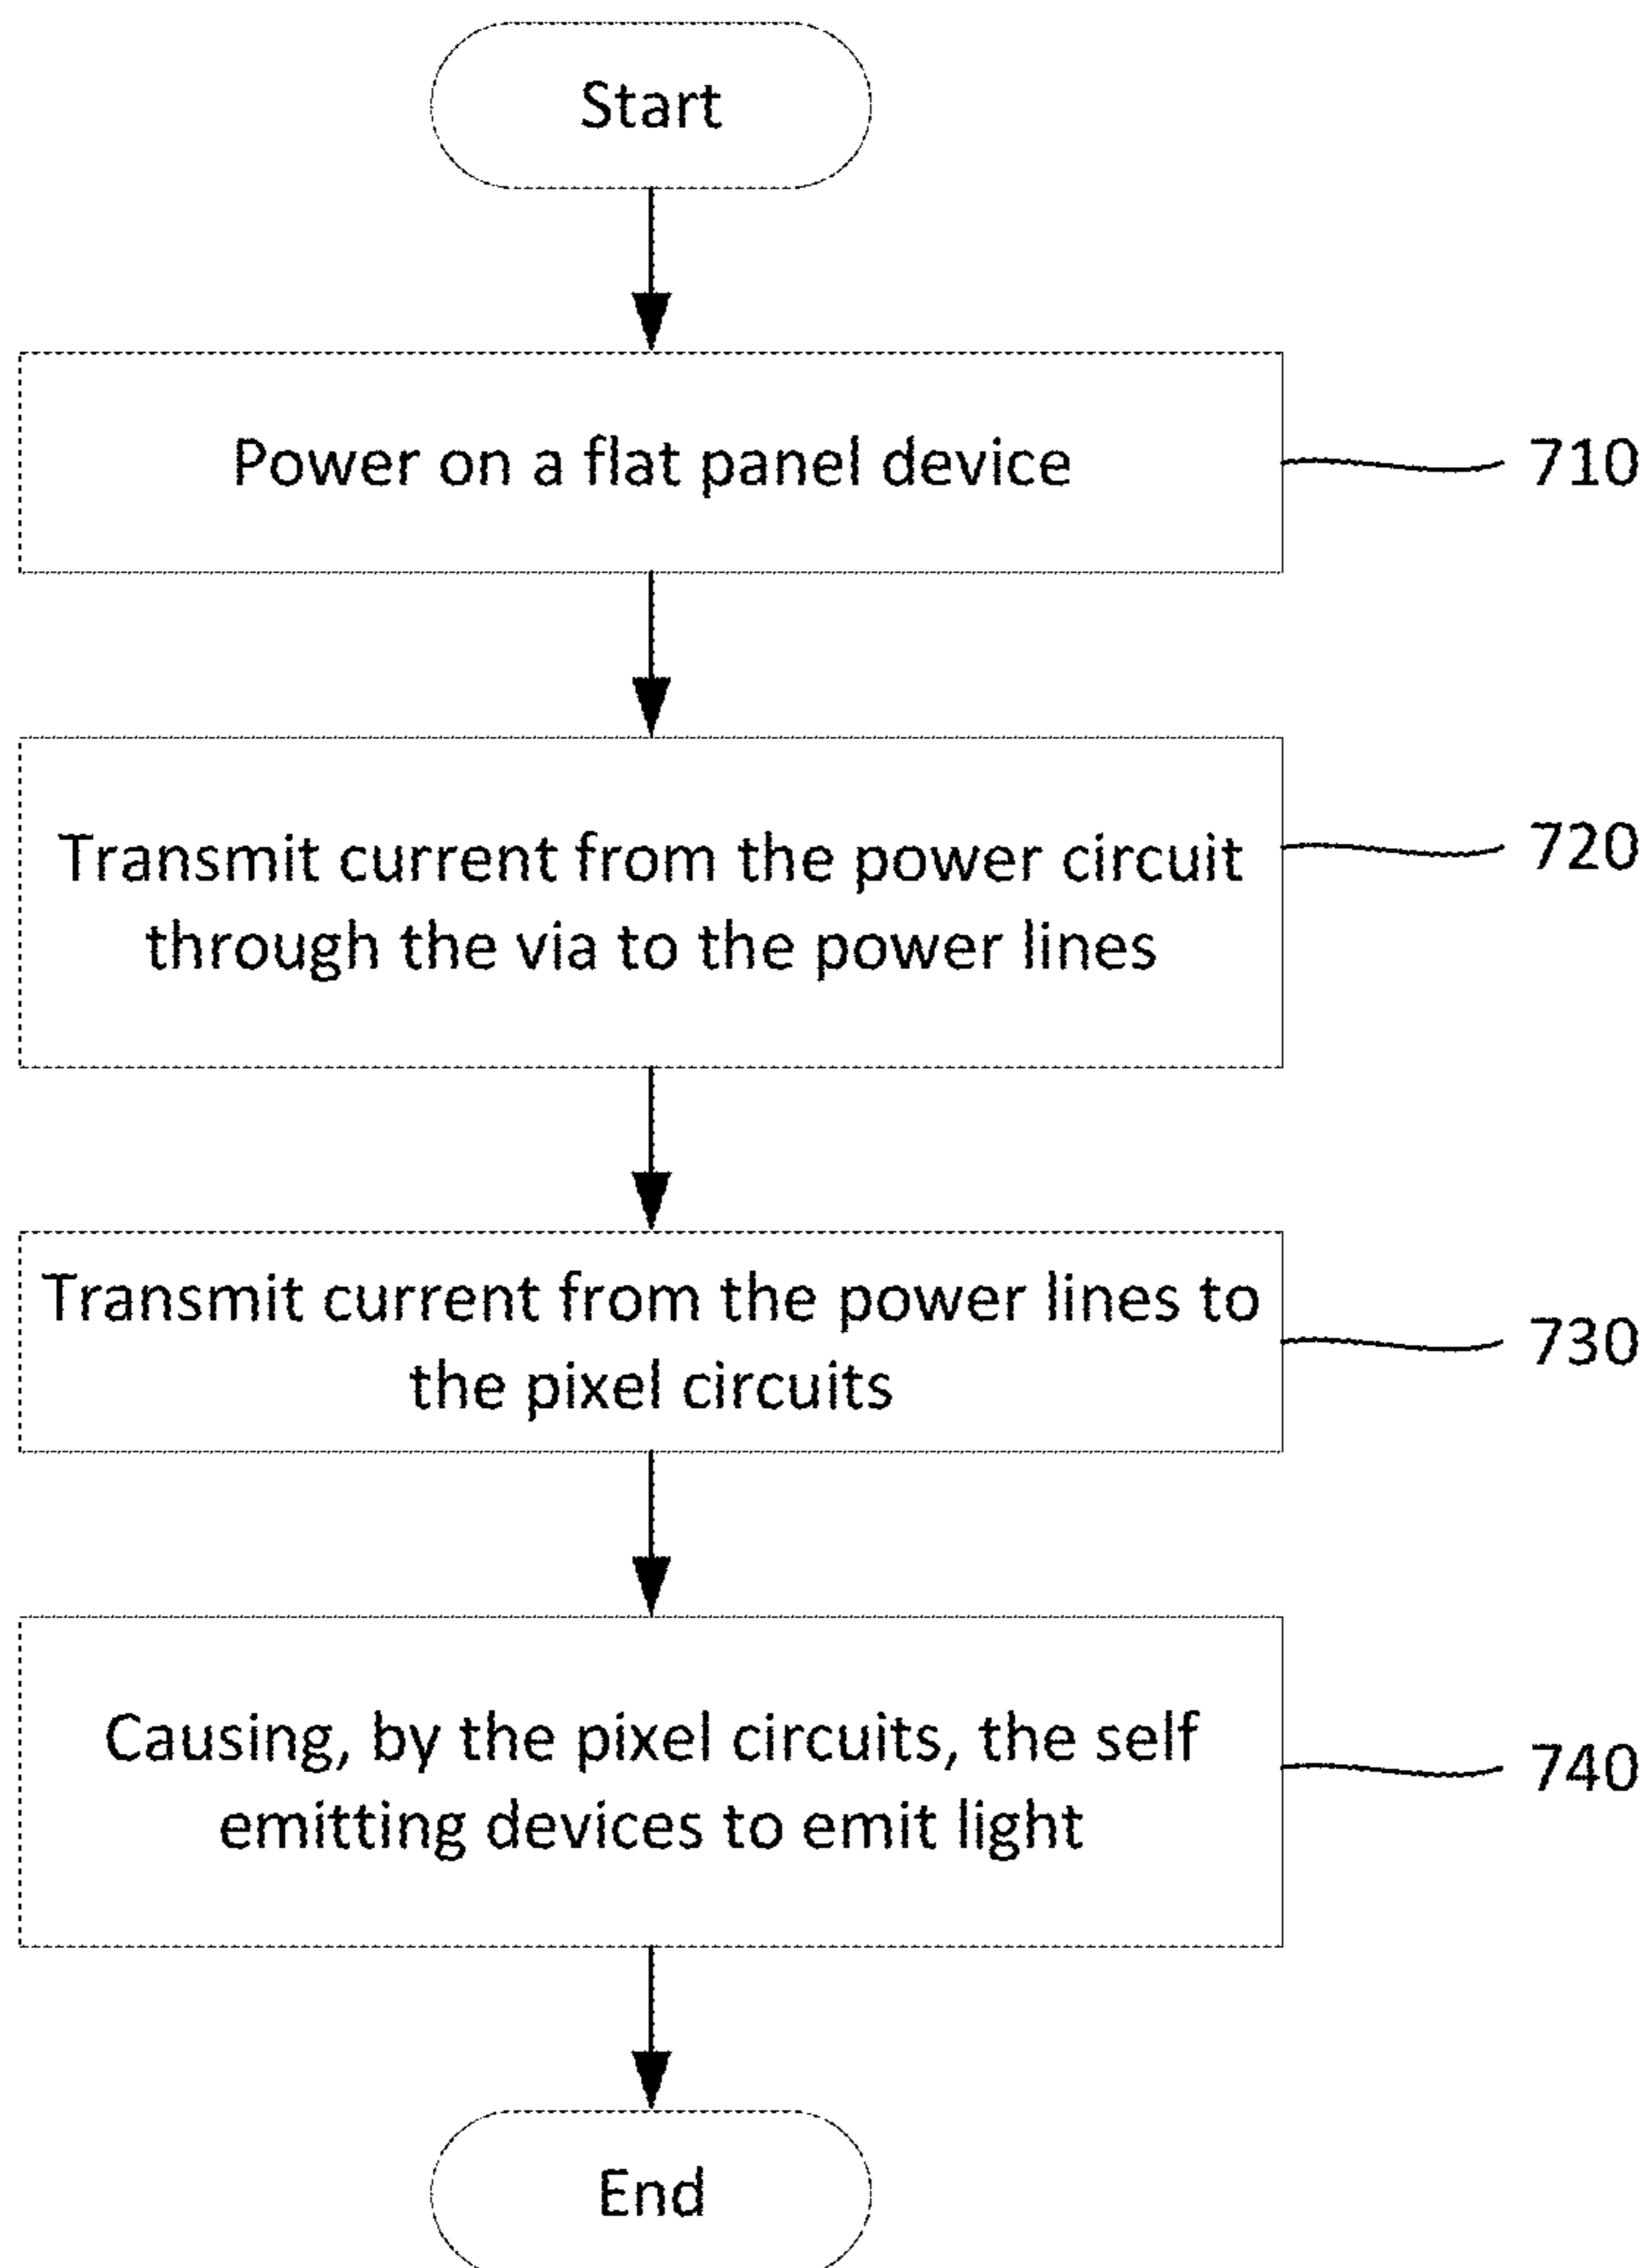 Start
Power on a flat panel device
710
Transmit current from the power circuit
through the via to the power lines
720
Transmit current from the power lines to
the pixel circuits
730
Causing, by the pixel circuits, the self
emitting devices to emit light
740
End